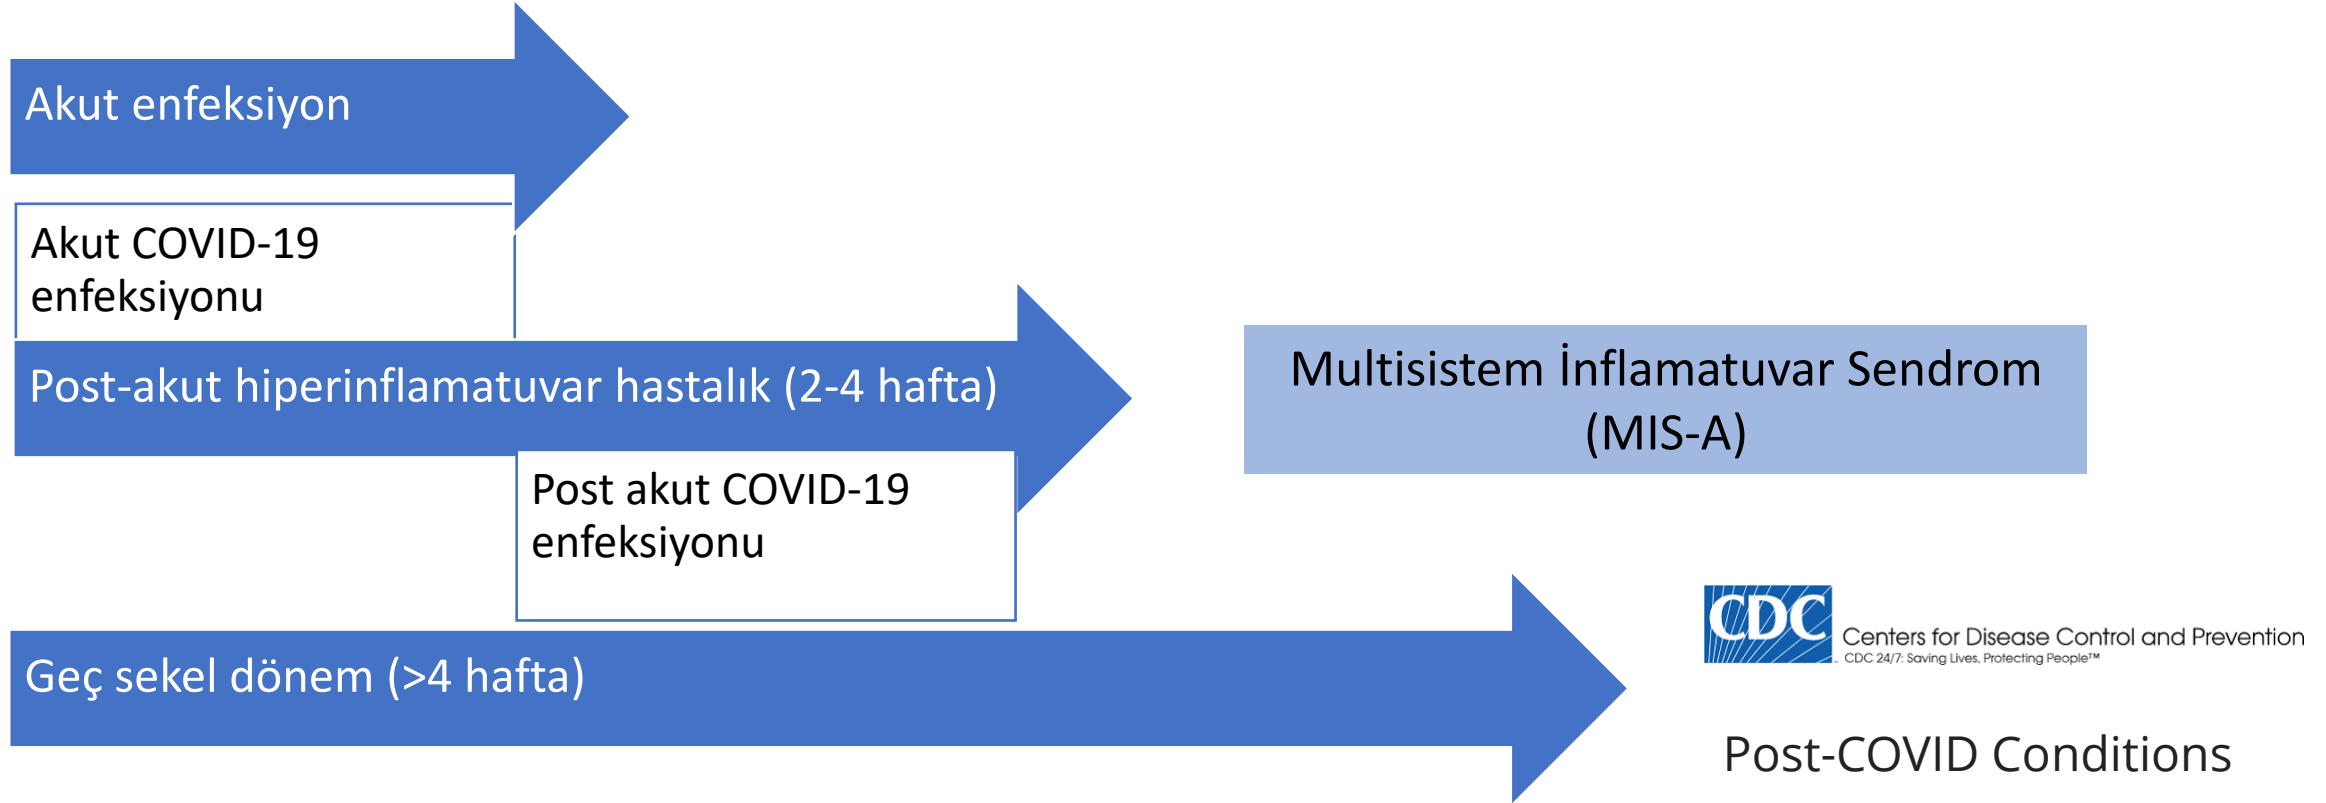 Akut enfeksiyon
Akut COVID-19
enfeksiyonu
Post-akut hiperinflamatuvar hastalık (2-4 hafta)
Multisistem İnflamatuvar Sendrom
(MIS-A)
Post akut COVID-19
enfeksiyonu
Geç sekel dönem (>4 hafta)
CDC
Centers for Disease Control and Prevention
CDC 24/7: Saving Lives, Protecting People™
Post-COVID Conditions